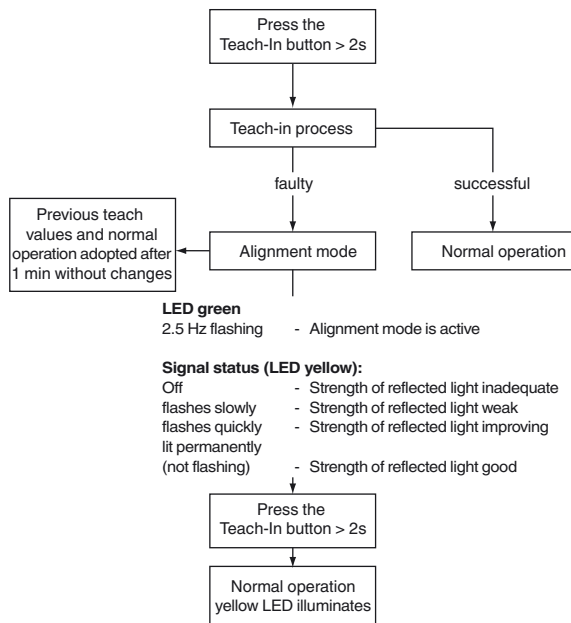 Press the
Teach-In button > 2s
Teach-in process
faulty
successful
Previous teach
values and normal
operation adopted after
1 min without changes
Alignment mode
Normal operation
LED green
2.5 Hz flashing - Alignment mode is active
Signal status (LED yellow):
Off - Strength of reflected light inadequate
flashes slowly - Strength of reflected light weak
flashes quickly - Strength of reflected light improving
lit permanently
(not flashing) - Strength of reflected light good
Press the
Teach-In button > 2s
Normal operation
yellow LED illuminates